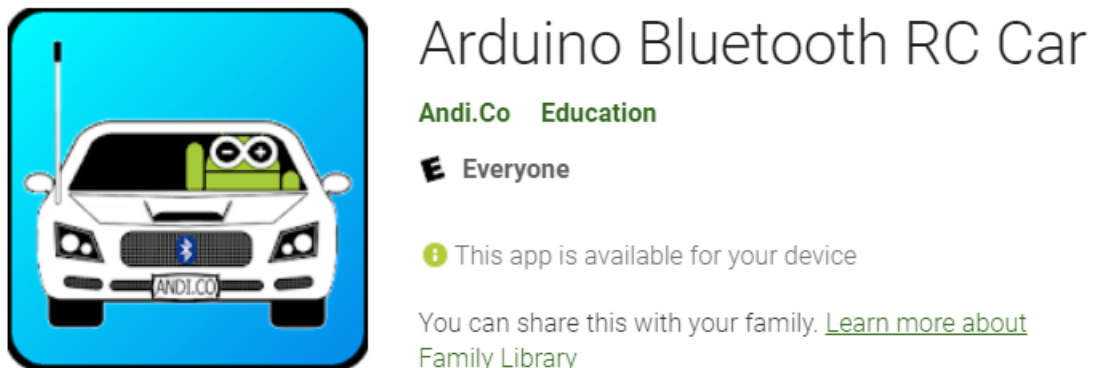 Arduino Bluetooth RC Car
Andi.Co Education
E Everyone
This app is available for your device
You can share this with your family. Learn more about
Family Library
ANDI.CO